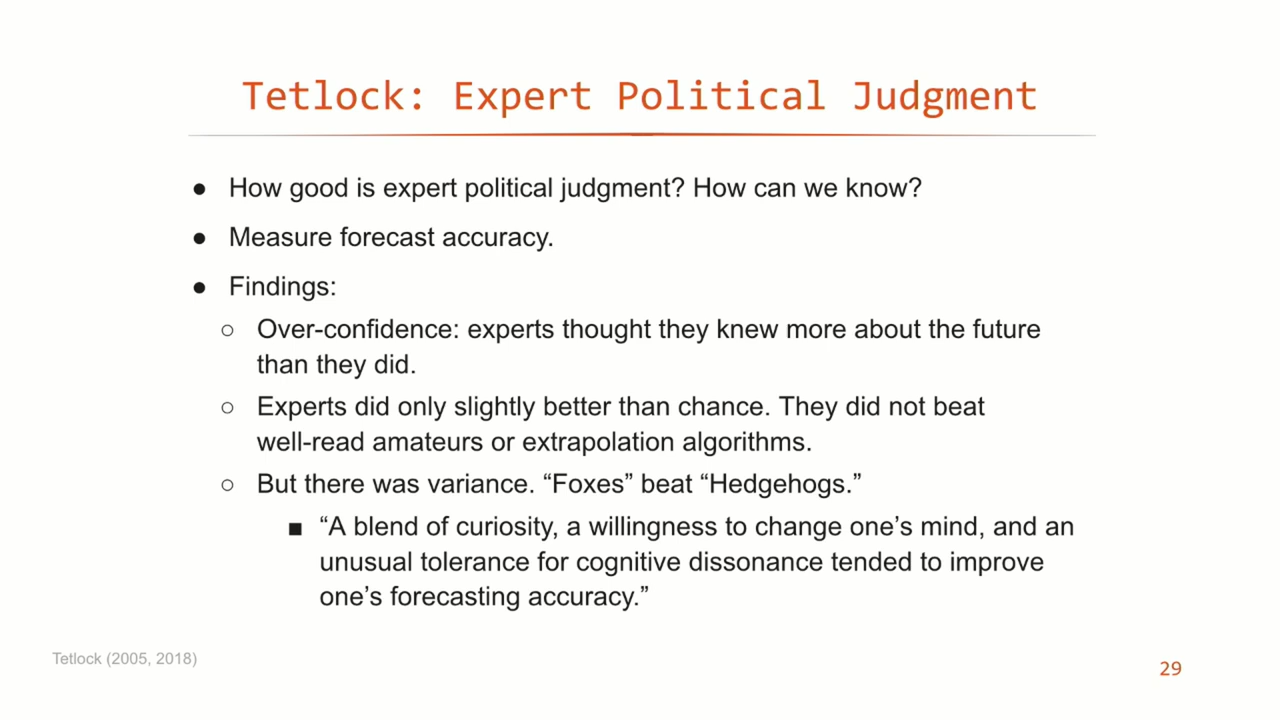 Tetlock: Expert Political Judgment
● How good is expert political judgment? How can we know?
● Measure forecast accuracy.
● Findings:
○ Over-confidence: experts thought they knew more about the future
than they did.
○ Experts did only slightly better than chance. They did not beat
well-read amateurs or extrapolation algorithms.
○ But there was variance. “Foxes” beat “Hedgehogs.”
■ “A blend of curiosity, a willingness to change one’s mind, and an
unusual tolerance for cognitive dissonance tended to improve
one’s forecasting accuracy.”
Tetlock (2005, 2018)
29